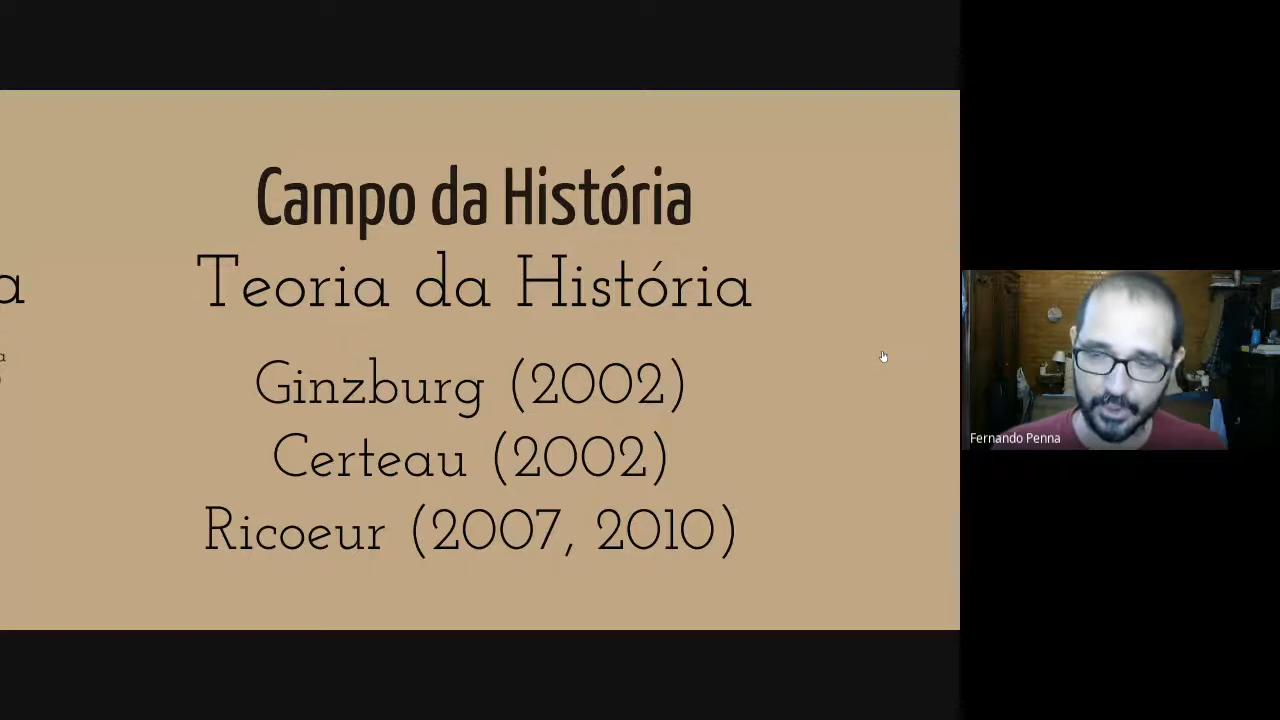 Campo da História
Teoria da História
Ginzburg (2002)
Certeau (2002)
Ricoeur (2007, 2010)
a
a
Fernando Penna